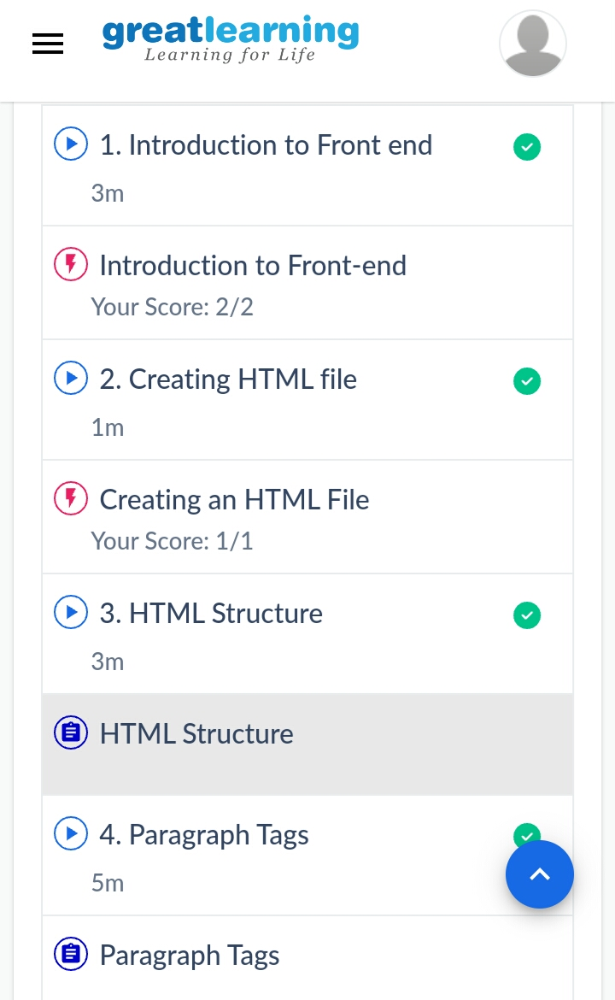 greatlearning
Learning for Life
1. Introduction to Front end
3m
Introduction to Front-end
Your Score: 2/2
2. Creating HTML file
1m
Creating an HTML File
Your Score: 1/1
3. HTML Structure
3m
HTML Structure
4. Paragraph Tags
5m
Paragraph Tags